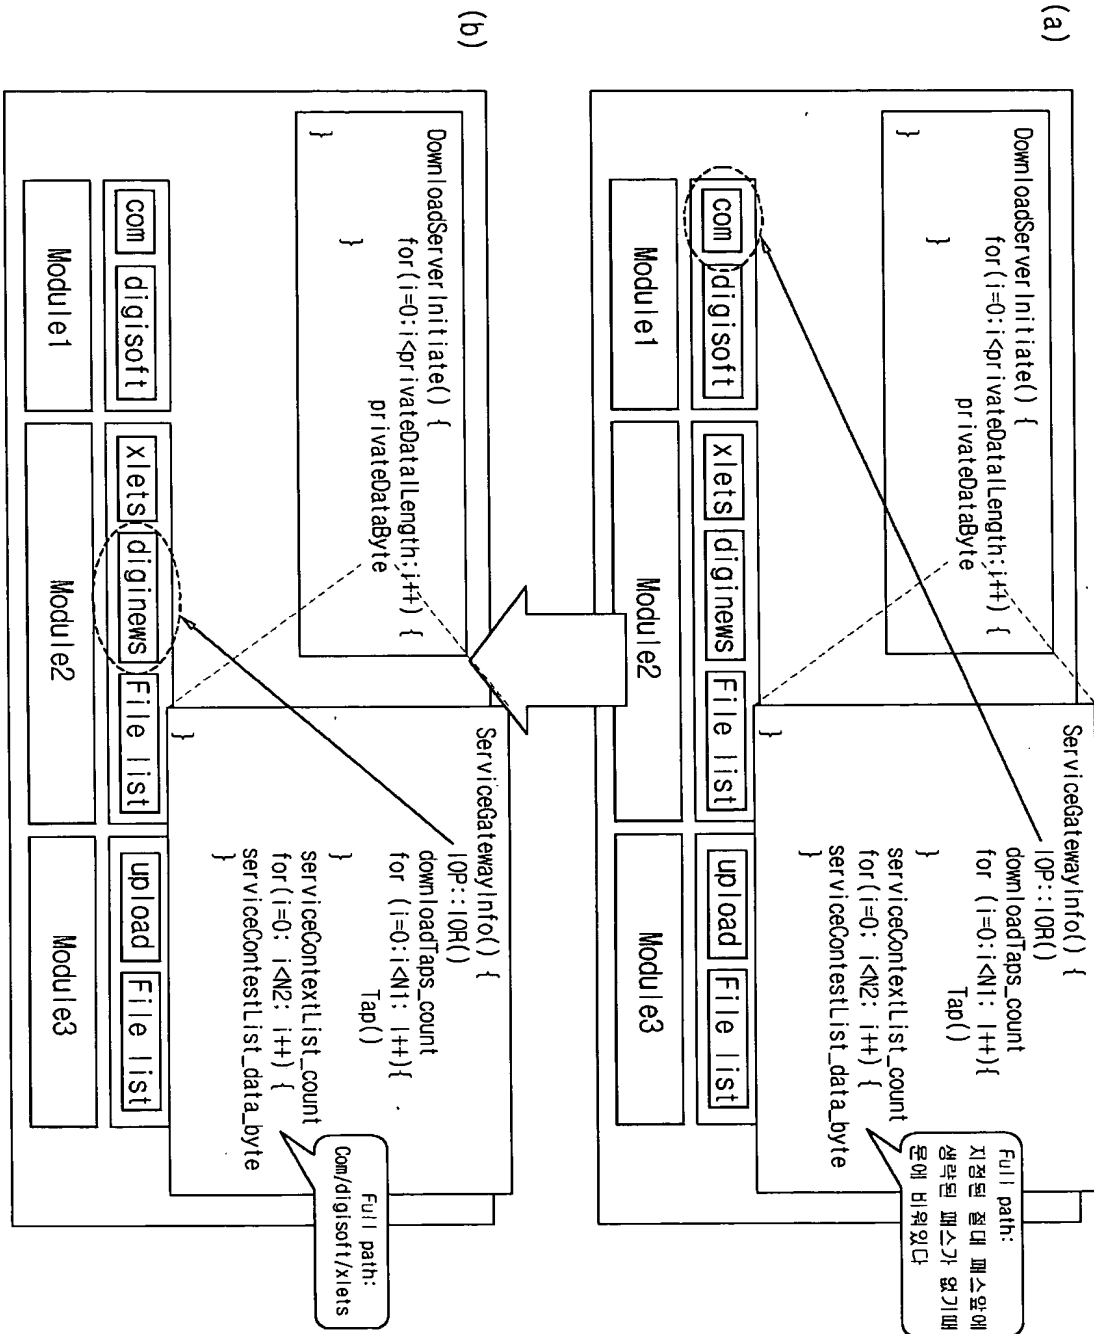 (a)
DownloadServerInitiate() {
for(i=0;i<privateDatalLength;i++) {
privateDataByte
}
}
ServiceGatewayInfo() {
IOP::IOR()
downloadTaps_count
for (i=0;i<N1; I++){
Tap()
}
serviceContextList_count
for(i=0; i<N2; i++) {
serviceContestList_data_byte
}
}
Full path:
지정된 절대 패스앞에
생략된 패스가 없기때
문에 비워있다
com
digisoft
xlets
diginews
File list
upload
File list
Module1
Module2
Module3
(b)
DownloadServerInitiate() {
for(i=0;i<privateDatalLength;i++) {
privateDataByte
}
}
ServiceGatewayInfo() {
IOP::IOR()
downloadTaps_count
for (i=0;i<N1; I++){
Tap()
}
serviceContextList_count
for(i=0; i<N2; i++) {
serviceContestList_data_byte
}
}
Full path:
Com/digisoft/xlets
com
digisoft
xlets
diginews
File list
upload
File list
Module1
Module2
Module3